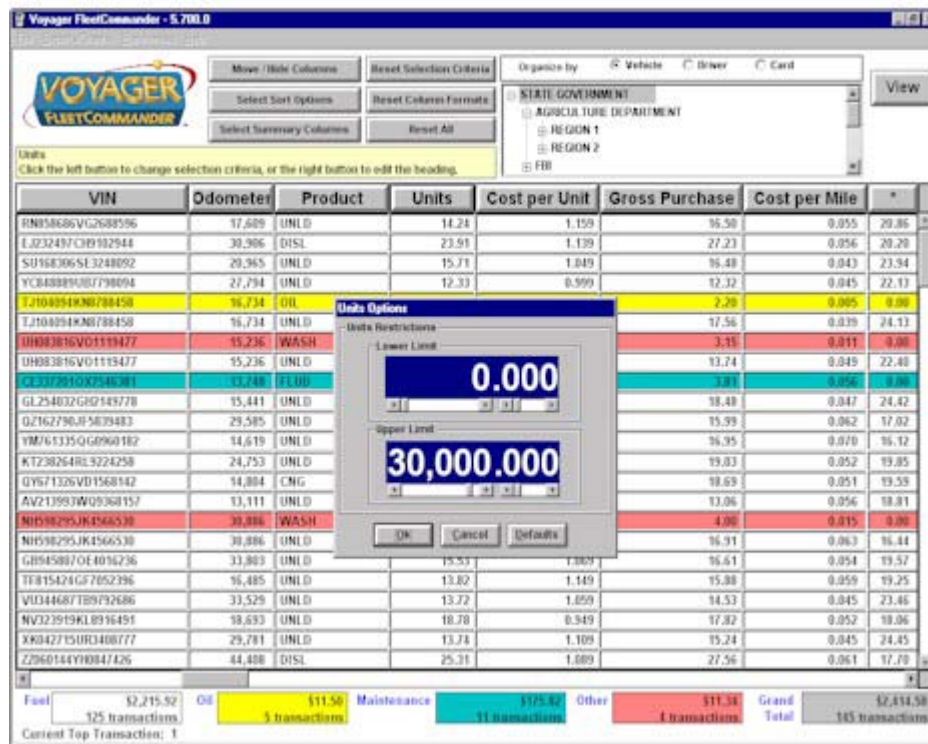 Voyager FleetCommander - 5.700.0
VOYAGER
FLEETCOMMANDER
Move / Hide Columns Reset Selection Criteria
Select Sort Options Reset Column Formats
Select Summary Columns Reset All
Organize by Vehicle Driver Card
View
STATE GOVERNMENT
AGRICULTURE DEPARTMENT
REGION 1
REGION 2
FBI
Units
Click the left button to change selection criteria, or the right button to edit the heading.
VIN Odometer Product Units Cost per Unit Gross Purchase Cost per Mile *
17,609 UNLD 14.24 1.159 16.50 0.055 20.86
30,906 DISL 23.91 1.139 27.23 0.056 20.20
20,965 UNLD 15.71 1.049 16.48 0.043 23.94
27,794 UNLD 12.33 0.999 12.32 0.045 22.13
TJ104094KN8788458 16,734 OIL 2.20 0.005 0.00
TJ104094KN8788458 16,734 UNLD 17.56 0.039 24.13
UH083816VO1119477 15,236 WASH 3.15 0.011 0.00
UH083816VO1119477 15,236 UNLD 13.74 0.049 22.40
13,748 FLUD 3.81 0.056 0.00
GL254032GH2149778 15,441 UNLD 18.48 0.047 24.42
QZ162790JF5839483 29,585 UNLD 15.99 0.062 17.02
YM761335QG0960182 14,619 UNLD 16.95 0.070 16.12
KT238264RL9224258 24,753 UNLD 19.03 0.052 19.85
QY671326VD1568142 14,804 CNG 18.69 0.051 19.59
AV213993WQ9368157 13,111 UNLD 13.06 0.056 18.81
NH598295JK4566530 30,886 WASH 4.00 0.015 0.00
NH598295JK4566530 30,886 UNLD 16.91 0.063 16.44
GB945887OE4016236 33,803 UNLD 15.53 1.069 16.61 0.054 19.57
TF815424GF7052396 16,485 UNLD 13.82 1.149 15.88 0.059 19.25
VU344687TB9792686 33,529 UNLD 13.72 1.059 14.53 0.045 23.46
NV323919KL8916491 18,693 UNLD 18.78 0.949 17.82 0.052 18.06
XK042715UR3408777 29,781 UNLD 13.74 1.109 15.24 0.045 24.45
ZZ060144YH0847426 44,408 DISL 25.31 1.089 27.56 0.061 17.70
Units Options
Units Restrictions
Lower Limit
0.000
Upper Limit
30,000.000
OK Cancel Defaults
Fuel $2,215.92 Oil $11.50 Maintenance $175.82 Other $11.34 Grand Total $2,414.58
125 transactions 5 transactions 11 transactions 4 transactions 145 transactions
Current Top Transaction: 1